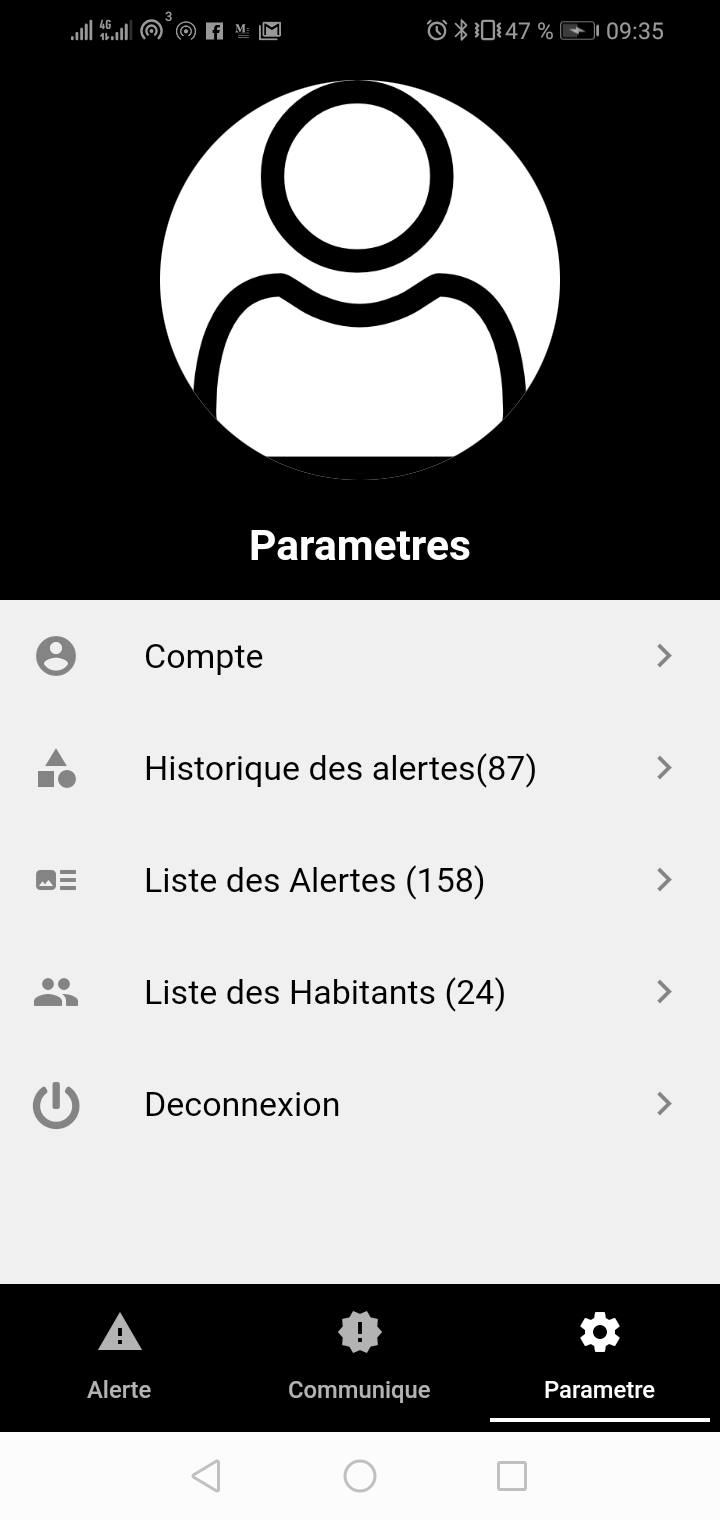 4G 3 M 47 % 09:35
Parametres
Compte
Historique des alertes(87)
Liste des Alertes (158)
Liste des Habitants (24)
Deconnexion
Alerte Communique Parametre